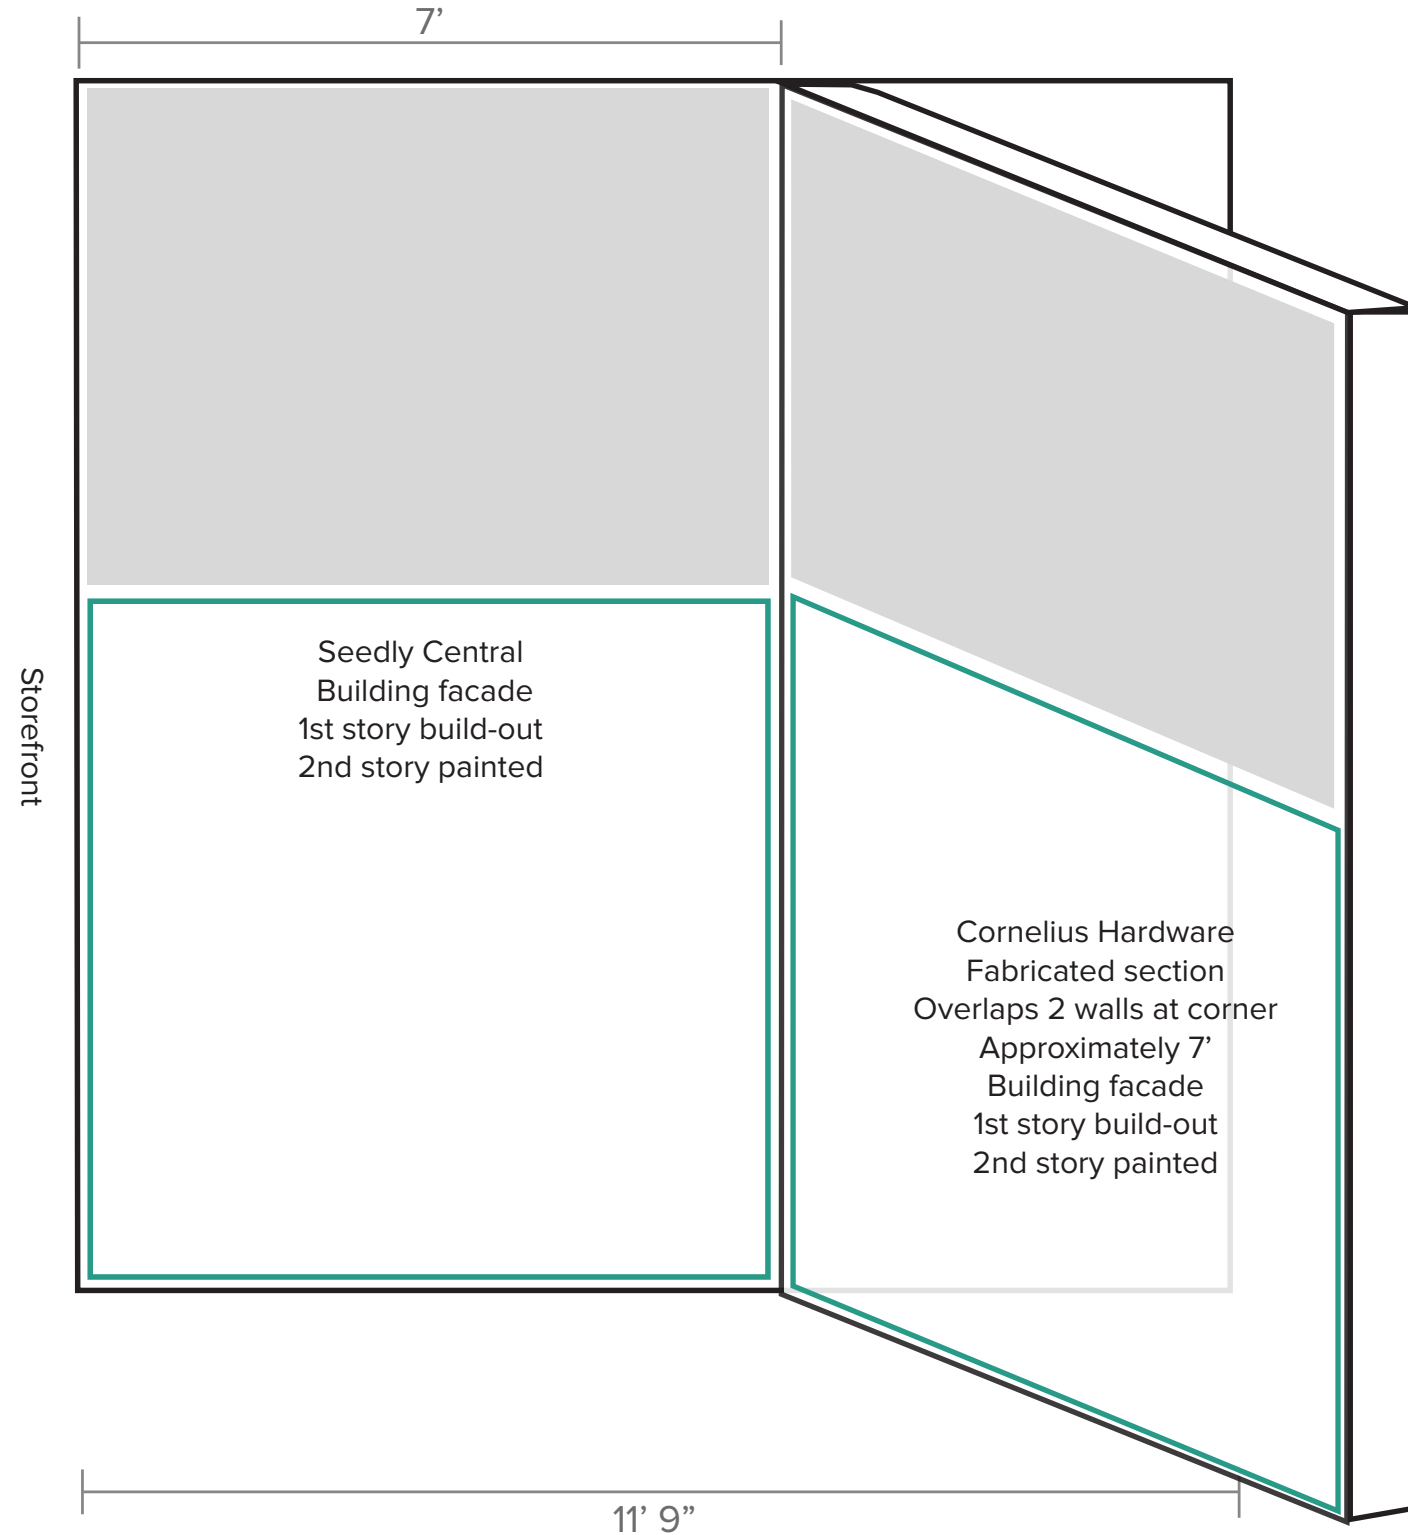 7’
Storefront
Seedly Central
Building facade
1st story build-out
2nd story painted
Cornelius Hardware
Fabricated section
Overlaps 2 walls at corner
Approximately 7’
Building facade
1st story build-out
2nd story painted
11’ 9”